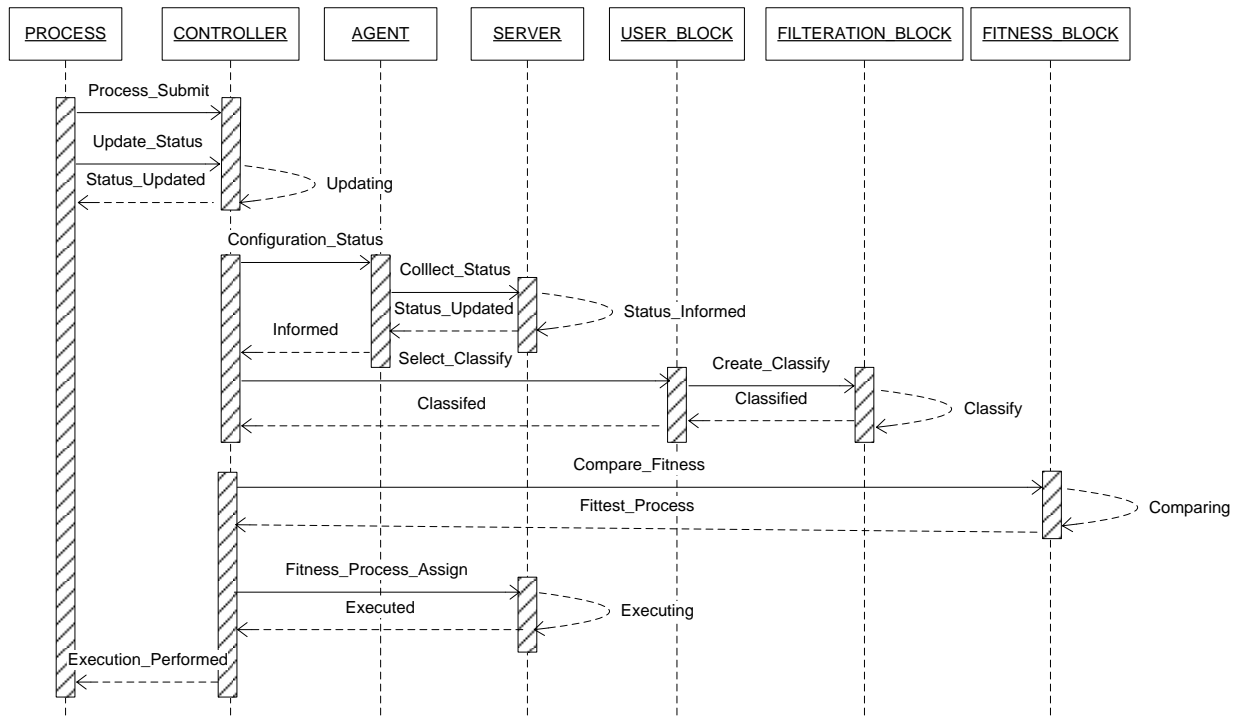 PROCESS
CONTROLLER
AGENT
SERVER
USER_BLOCK
FILTERATION_BLOCK
FITNESS_BLOCK
Process_Submit
Update_Status
Status_Updated
Updating
Configuration_Status
Colllect_Status
Status_Updated
Status_Informed
Informed
Select_Classify
Create_Classify
Classifed
Classified
Classify
Compare_Fitness
Fittest_Process
Comparing
Fitness_Process_Assign
Executed
Executing
Execution_Performed